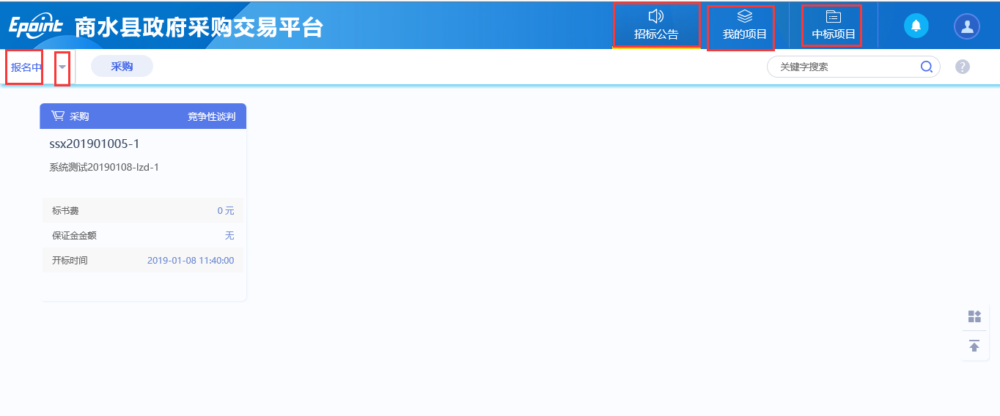 Epoint 商水县政府采购交易平台
招标公告
我的项目
中标项目
报名中
采购
关键字搜索
?
采购 竞争性谈判
ssx201901005-1
系统测试20190108-lzd-1
标书费 0 元
保证金金额 无
开标时间 2019-01-08 11:40:00